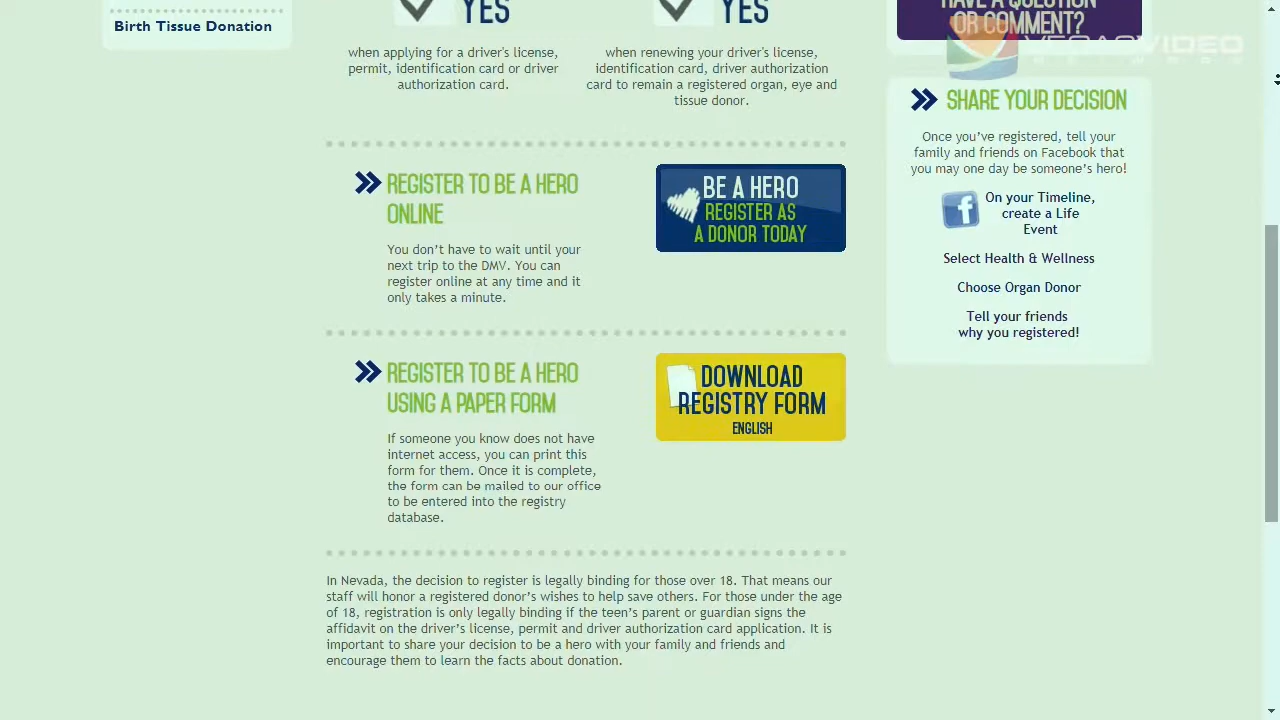 Birth Tissue Donation
YES
when applying for a driver's license,
permit, identification card or driver
authorization card.
YES
when renewing your driver's license,
identification card, driver authorization
card to remain a registered organ, eye and
tissue donor.
REGISTER TO BE A HERO
ONLINE
You don’t have to wait until your
next trip to the DMV. You can
register online at any time and it
only takes a minute.
BE A HERO
REGISTER AS
A DONOR TODAY
REGISTER TO BE A HERO
USING A PAPER FORM
If someone you know does not have
internet access, you can print this
form for them. Once it is complete,
the form can be mailed to our office
to be entered into the registry
database.
DOWNLOAD
REGISTRY FORM
ENGLISH
In Nevada, the decision to register is legally binding for those over 18. That means our
staff will honor a registered donor’s wishes to help save others. For those under the age
of 18, registration is only legally binding if the teen’s parent or guardian signs the
affidavit on the driver’s license, permit and driver authorization card application. It is
important to share your decision to be a hero with your family and friends and
encourage them to learn the facts about donation.
HAVE A QUESTION
OR COMMENT?
VEGASVIDEO
NETWORK
SHARE YOUR DECISION
Once you’ve registered, tell your
family and friends on Facebook that
you may one day be someone’s hero!
f
On your Timeline,
create a Life
Event
Select Health & Wellness
Choose Organ Donor
Tell your friends
why you registered!